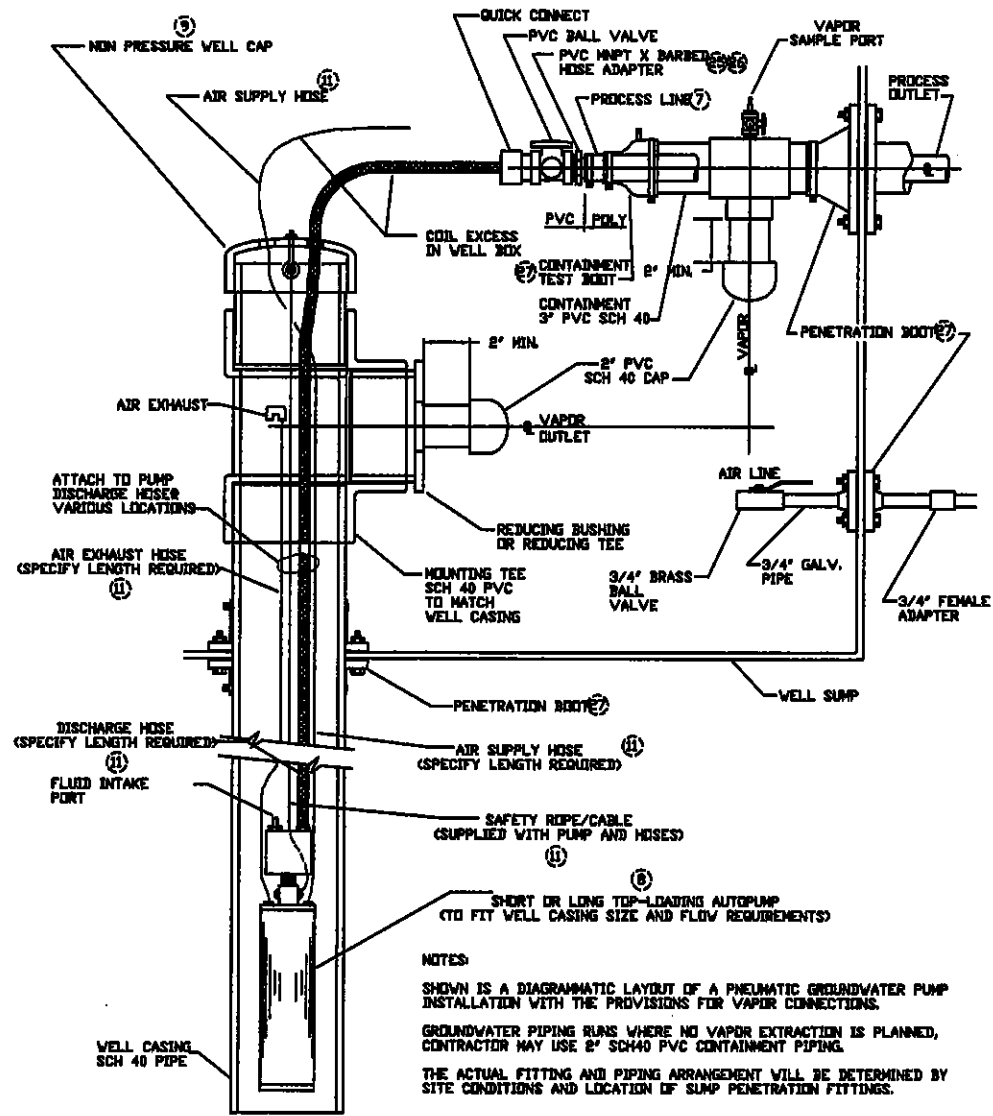 QUICK CONNECT
PVC BALL VALVE
PVC MNPT X BARBED
HOSE ADAPTER
PROCESS LINE 7
VAPOR
SAMPLE PORT
PROCESS
OUTLET
9
NON PRESSURE WELL CAP
AIR SUPPLY HOSE 11
PVC POLY
COIL EXCESS
IN WELL BOX
27 CONTAINMENT
TEST BOOT
2" MIN.
CONTAINMENT
3" PVC SCH 40
VAPOR
PENETRATION BOOT 27
2" MIN.
2" PVC
SCH 40 CAP
AIR EXHAUST
VAPOR
OUTLET
ATTACH TO PUMP
DISCHARGE HOSE@
VARIOUS LOCATIONS
AIR LINE
REDUCING BUSHING
OR REDUCING TEE
AIR EXHAUST HOSE
(SPECIFY LENGTH REQUIRED)
11
MOUNTING TEE
SCH 40 PVC
TO MATCH
WELL CASING
3/4" BRASS
BALL
VALVE
3/4" GALV.
PIPE
3/4" FEMALE
ADAPTER
WELL SUMP
PENETRATION BOOT 27
DISCHARGE HOSE
(SPECIFY LENGTH REQUIRED)
11
AIR SUPPLY HOSE 11
(SPECIFY LENGTH REQUIRED)
FLUID INTAKE
PORT
SAFETY ROPE/CABLE
(SUPPLIED WITH PUMP AND HOSES)
11
8
SHORT OR LONG TOP-LOADING AUTOPUMP
(TO FIT WELL CASING SIZE AND FLOW REQUIREMENTS)
WELL CASING
SCH 40 PIPE
NOTES:
SHOWN IS A DIAGRAMMATIC LAYOUT OF A PNEUMATIC GROUNDWATER PUMP
INSTALLATION WITH THE PROVISIONS FOR VAPOR CONNECTIONS.
GROUNDWATER PIPING RUNS WHERE NO VAPOR EXTRACTION IS PLANNED,
CONTRACTOR MAY USE 2" SCH40 PVC CONTAINMENT PIPING.
THE ACTUAL FITTING AND PIPING ARRANGEMENT WILL BE DETERMINED BY
SITE CONDITIONS AND LOCATION OF SUMP PENETRATION FITTINGS.